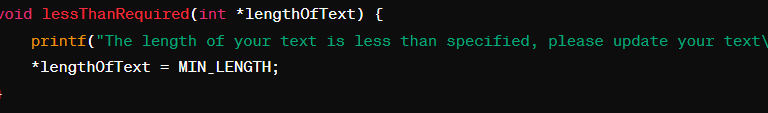 void lessThanRequired(int *lengthOfText) {
printf("The length of your text is less than specified, please update your text\
*lengthOfText = MIN_LENGTH;
}